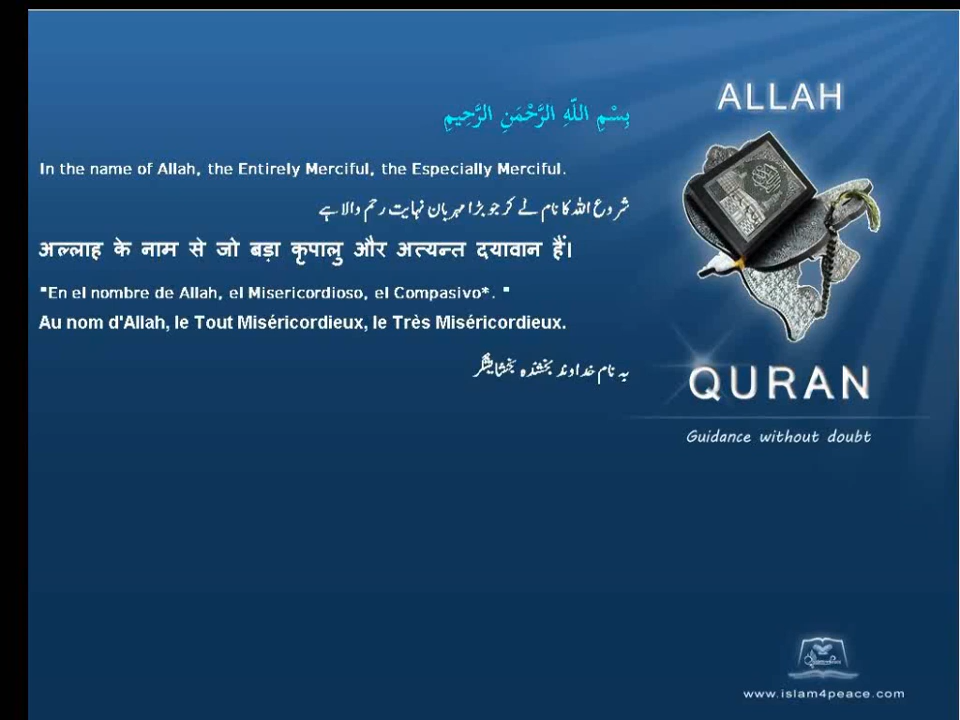 بِسْمِ اللَّهِ الرَّحْمَنِ الرَّحِيمِ
In the name of Allah, the Entirely Merciful, the Especially Merciful.
شروع اللہ کا نام لے کر جو بڑا مہربان نہایت رحم والا ہے
अल्लाह के नाम से जो बड़ा कृपालु और अत्यन्त दयावान हैं।
"En el nombre de Allah, el Misericordioso, el Compasivo*. "
Au nom d'Allah, le Tout Miséricordieux, le Très Miséricordieux.
به نام خداوند بخشنده بخشایشگر
ALLAH
QURAN
Guidance without doubt
www.islam4peace.com